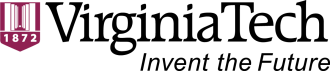 1872
VirginiaTech
Invent the Future